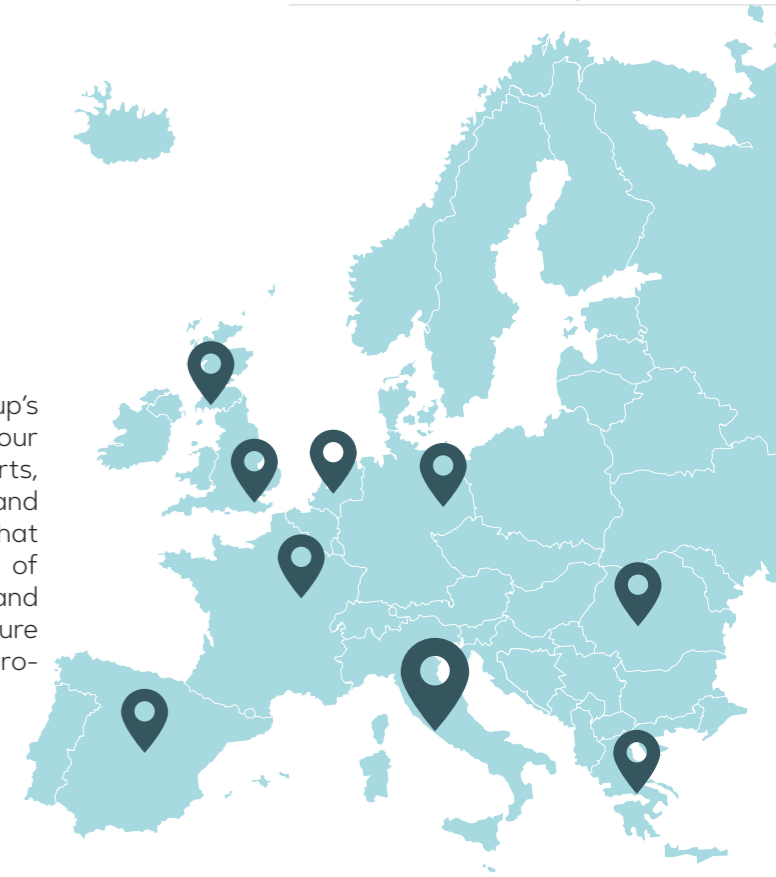 up’s
our
rts,
and
hat
of
and
ure
ro-